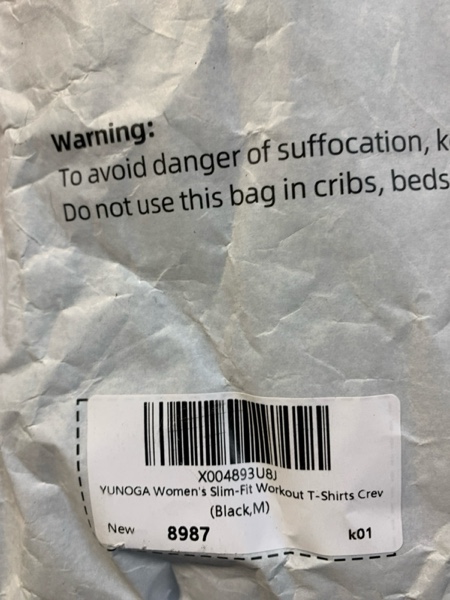 Warning:
To avoid danger of suffocation, k
Do not use this bag in cribs, beds
X004893U8J
YUNOGA Women's Slim-Fit Workout T-Shirts Crev
(Black,M)
New 8987 k01